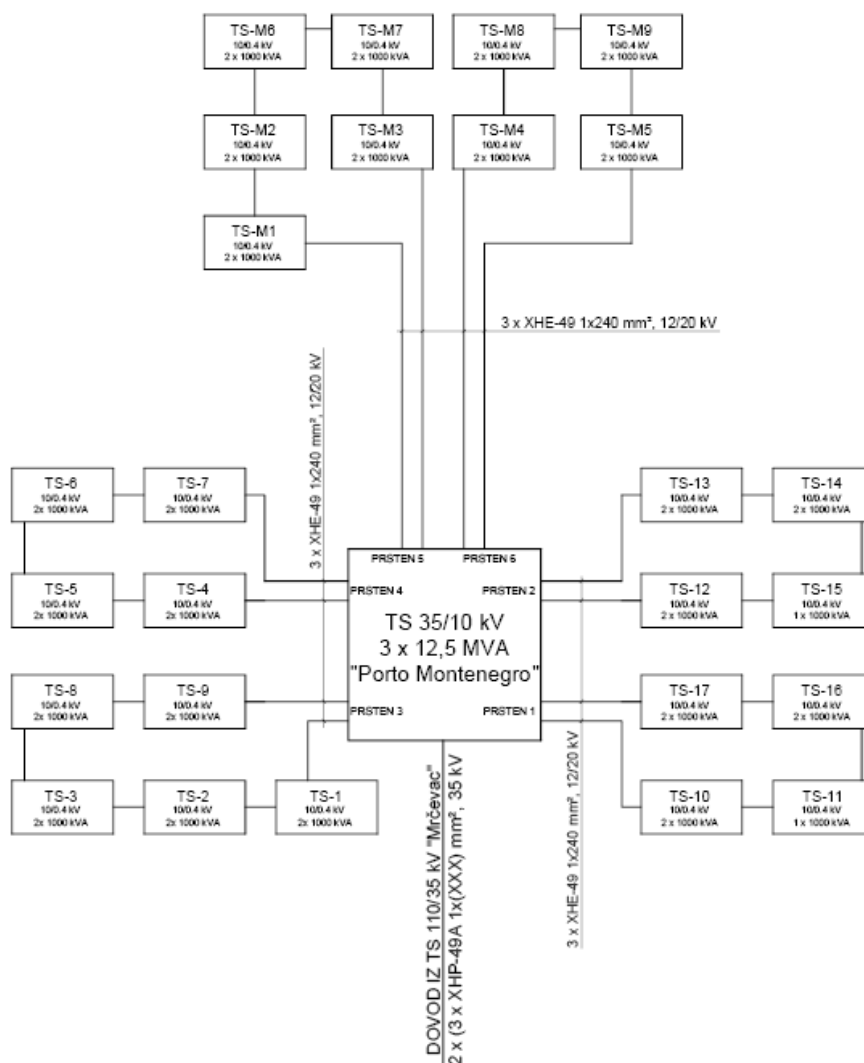 TS-M6
10/0.4 kV
2 x 1000 kVA
TS-M7
10/0.4 kV
2 x 1000 kVA
TS-M8
10/0.4 kV
2 x 1000 kVA
TS-M9
10/0.4 kV
2 x 1000 kVA
TS-M2
10/0.4 kV
2 x 1000 kVA
TS-M3
10/0.4 kV
2 x 1000 kVA
TS-M4
10/0.4 kV
2 x 1000 kVA
TS-M5
10/0.4 kV
2 x 1000 kVA
TS-M1
10/0.4 kV
2 x 1000 kVA
3 x XHE-49 1x240 mm², 12/20 kV
3 x XHE-49 1x240 mm², 12/20 kV
TS-6
10/0.4 kV
2x 1000 kVA
TS-7
10/0.4 kV
2x 1000 kVA
TS-13
10/0.4 kV
2 x 1000 kVA
TS-14
10/0.4 kV
2 x 1000 kVA
TS-5
10/0.4 kV
2x 1000 kVA
TS-4
10/0.4 kV
2x 1000 kVA
PRSTEN 5
PRSTEN 6
PRSTEN 4
PRSTEN 2
TS 35/10 kV
3 x 12,5 MVA
"Porto Montenegro"
PRSTEN 3
PRSTEN 1
TS-12
10/0.4 kV
2 x 1000 kVA
TS-15
10/0.4 kV
1 x 1000 kVA
TS-8
10/0.4 kV
2x 1000 kVA
TS-9
10/0.4 kV
2x 1000 kVA
TS-17
10/0.4 kV
2 x 1000 kVA
TS-16
10/0.4 kV
2 x 1000 kVA
TS-3
10/0.4 kV
2x 1000 kVA
TS-2
10/0.4 kV
2x 1000 kVA
TS-1
10/0.4 kV
2x 1000 kVA
TS-10
10/0.4 kV
2 x 1000 kVA
TS-11
10/0.4 kV
1 x 1000 kVA
DOVOD IZ TS 110/35 kV "Mrčevac"
2 x (3 x XHP-49A 1x(XXX) mm², 35 kV
3 x XHE-49 1x240 mm², 12/20 kV